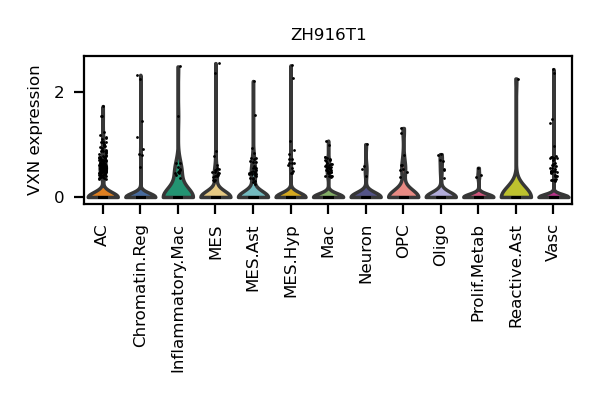 ZH916T1
VXN expression
2
0
AC
Chromatin.Reg
Inflammatory.Mac
MES
MES.Ast
MES.Hyp
Mac
Neuron
OPC
Oligo
Prolif.Metab
Reactive.Ast
Vasc